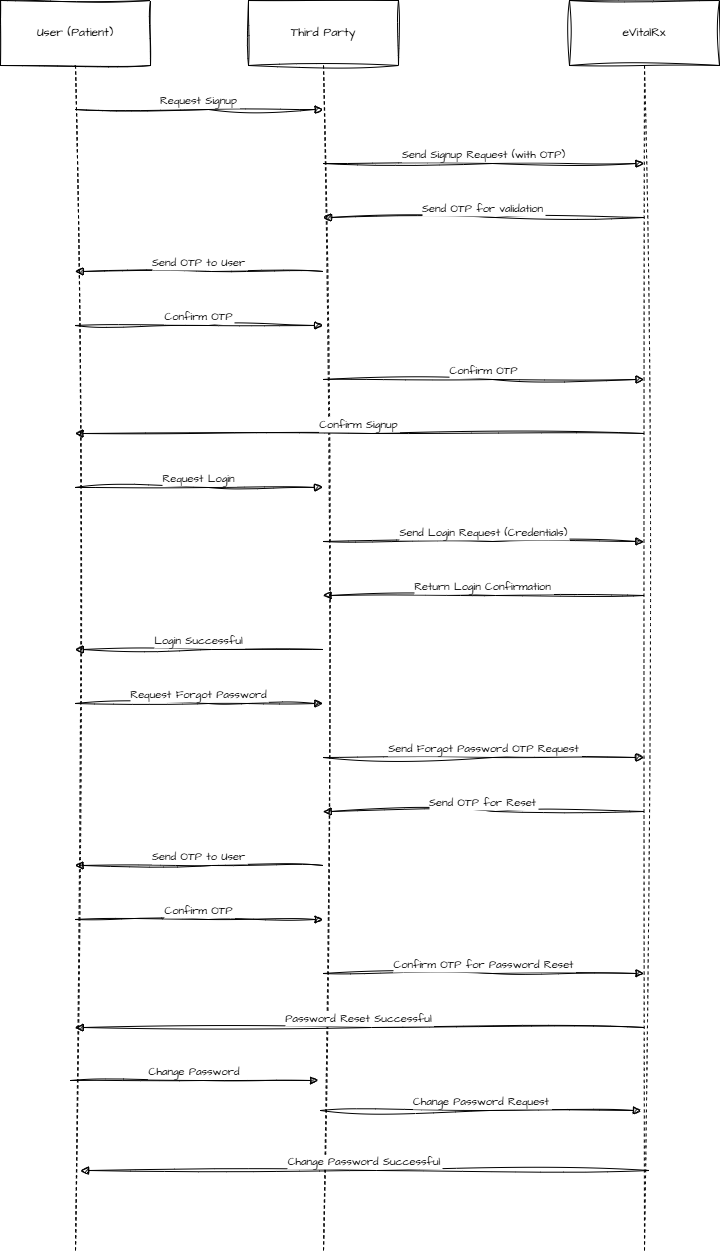 User (Patient)
Third Party
eVitalRx
Request Signup
Send Signup Request (with OTP)
Send OTP for validation
Send OTP to User
Confirm OTP
Confirm OTP
Confirm Signup
Request Login
Send Login Request (Credentials)
Return Login Confirmation
Login Successful
Request Forgot Password
Send Forgot Password OTP Request
Send OTP for Reset
Send OTP to User
Confirm OTP
Confirm OTP for Password Reset
Password Reset Successful
Change Password
Change Password Request
Change Password Successful